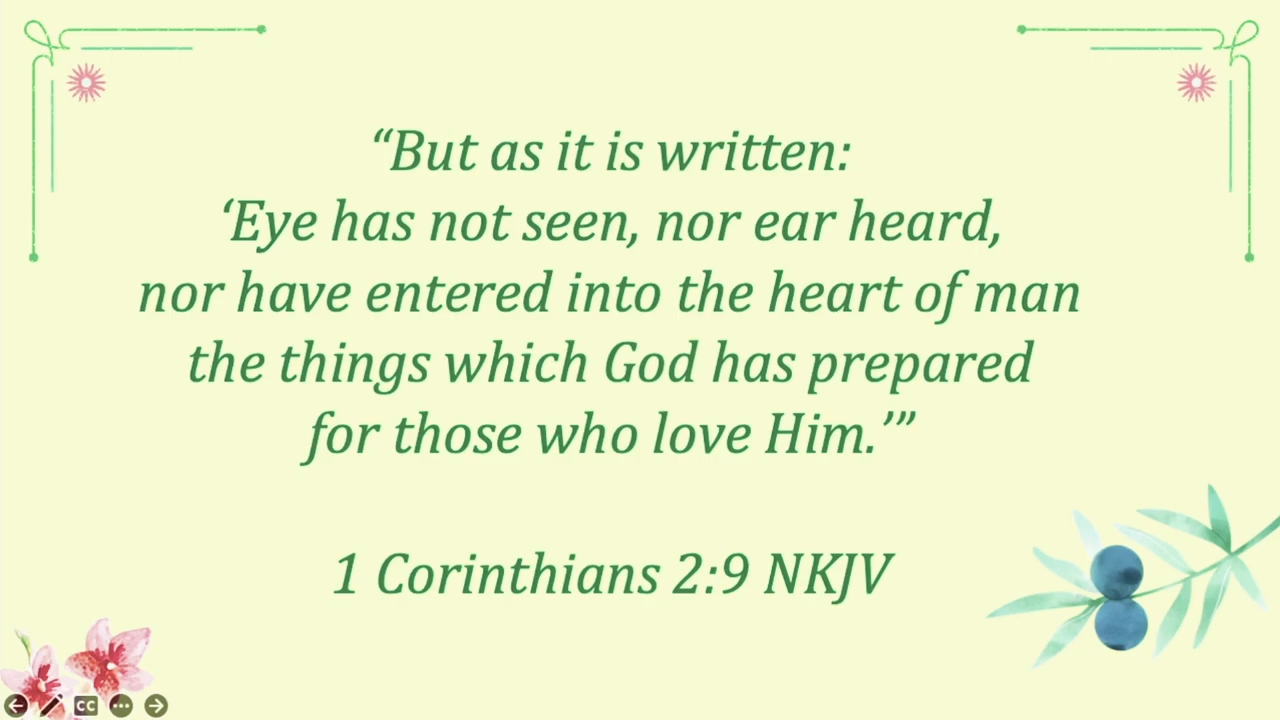 “But as it is written:
‘Eye has not seen, nor ear heard,
nor have entered into the heart of man
the things which God has prepared
for those who love Him.’”
1 Corinthians 2:9 NKJV
CC